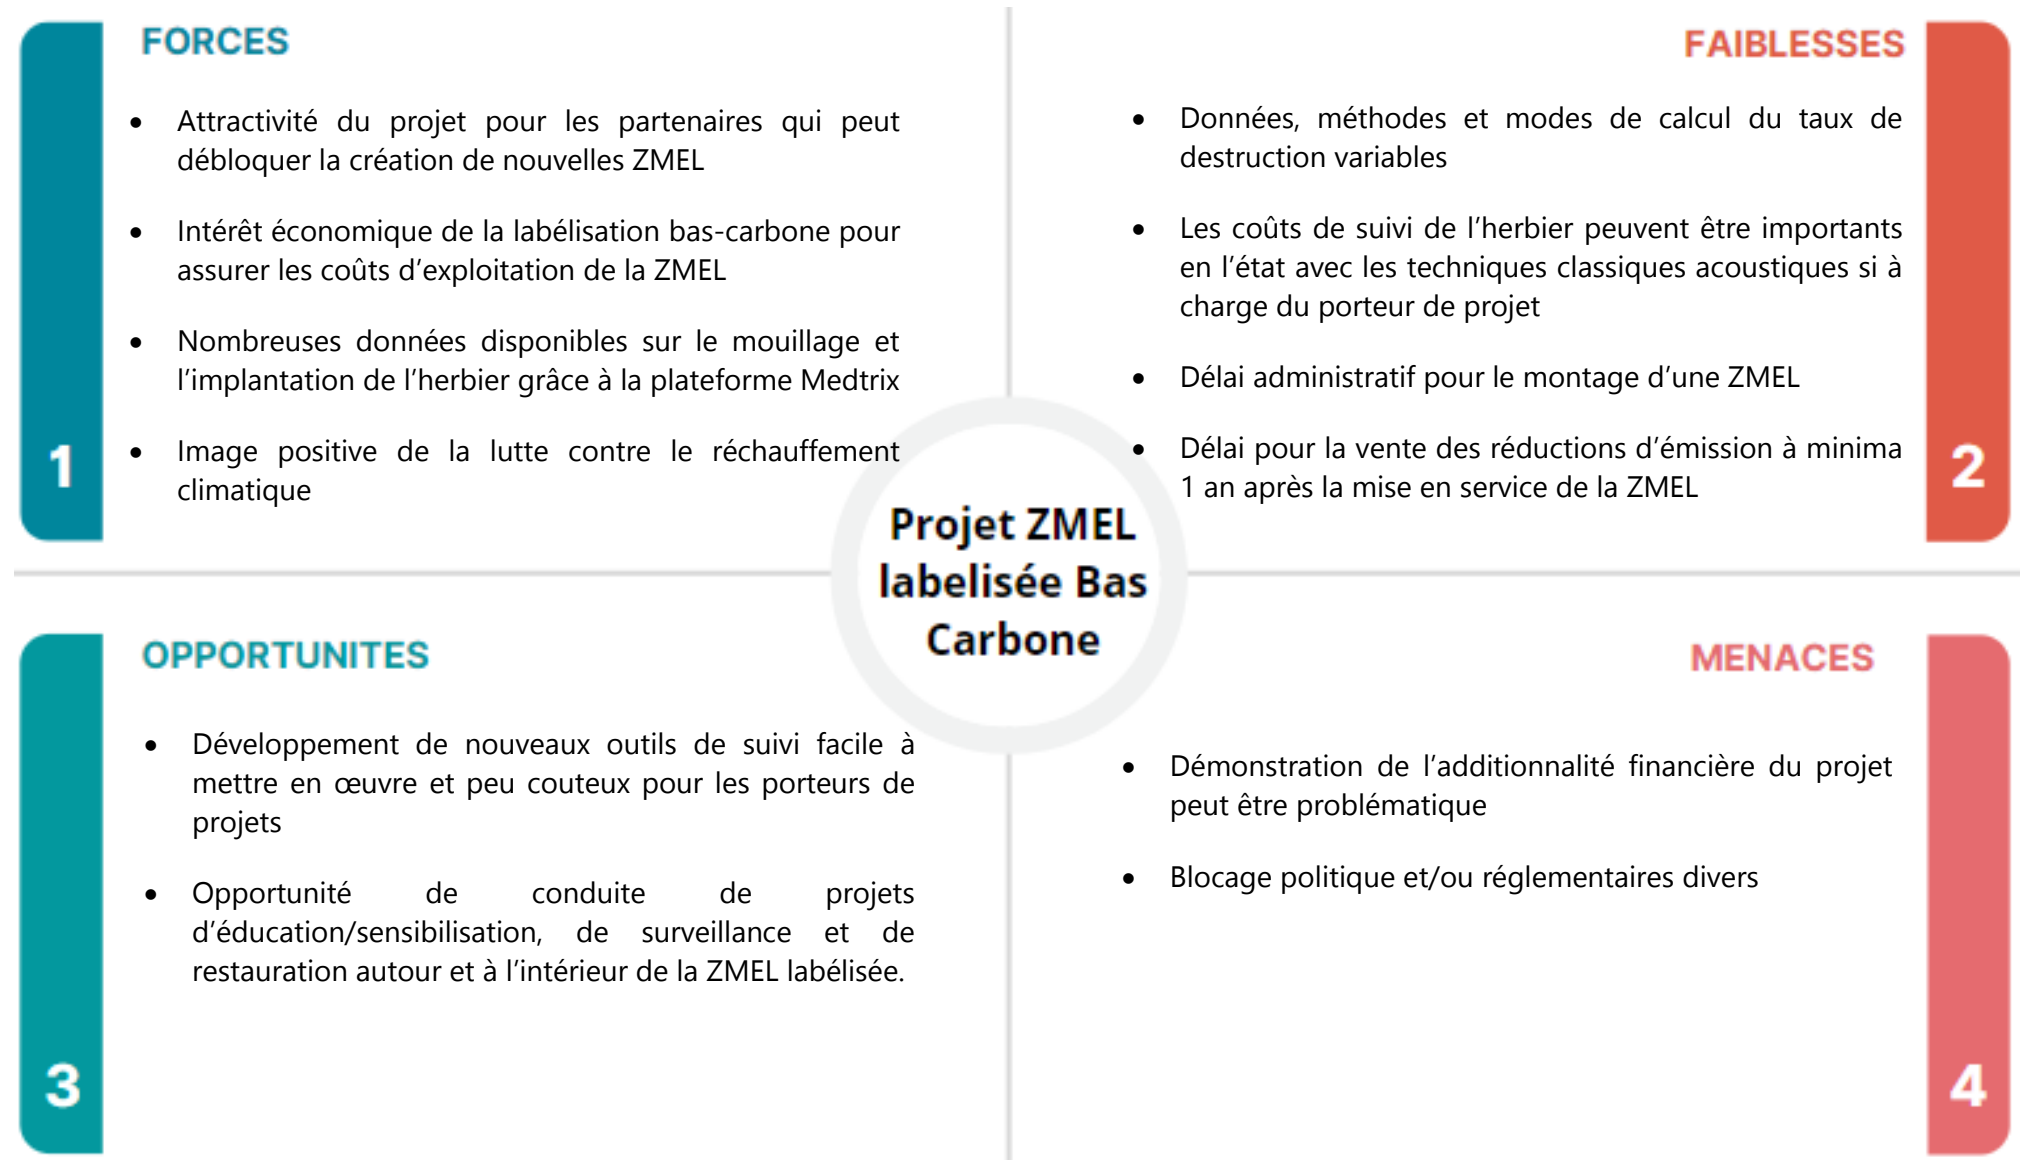 FORCES
• Attractivité du projet pour les partenaires qui peut
débloquer la création de nouvelles ZMEL
• Intérêt économique de la labélisation bas-carbone pour
assurer les coûts d’exploitation de la ZMEL
• Nombreuses données disponibles sur le mouillage et
l’implantation de l’herbier grâce à la plateforme Medtrix
• Image positive de la lutte contre le réchauffement
climatique
1
FAIBLESSES
• Données, méthodes et modes de calcul du taux de
destruction variables
• Les coûts de suivi de l’herbier peuvent être importants
en l’état avec les techniques classiques acoustiques si à
charge du porteur de projet
• Délai administratif pour le montage d’une ZMEL
• Délai pour la vente des réductions d’émission à minima
1 an après la mise en service de la ZMEL
2
Projet ZMEL
labelisée Bas
Carbone
OPPORTUNITES
• Développement de nouveaux outils de suivi facile à
mettre en œuvre et peu couteux pour les porteurs de
projets
• Opportunité de conduite de projets
d’éducation/sensibilisation, de surveillance et de
restauration autour et à l’intérieur de la ZMEL labélisée.
3
MENACES
• Démonstration de l’additionnalité financière du projet
peut être problématique
• Blocage politique et/ou réglementaires divers
4